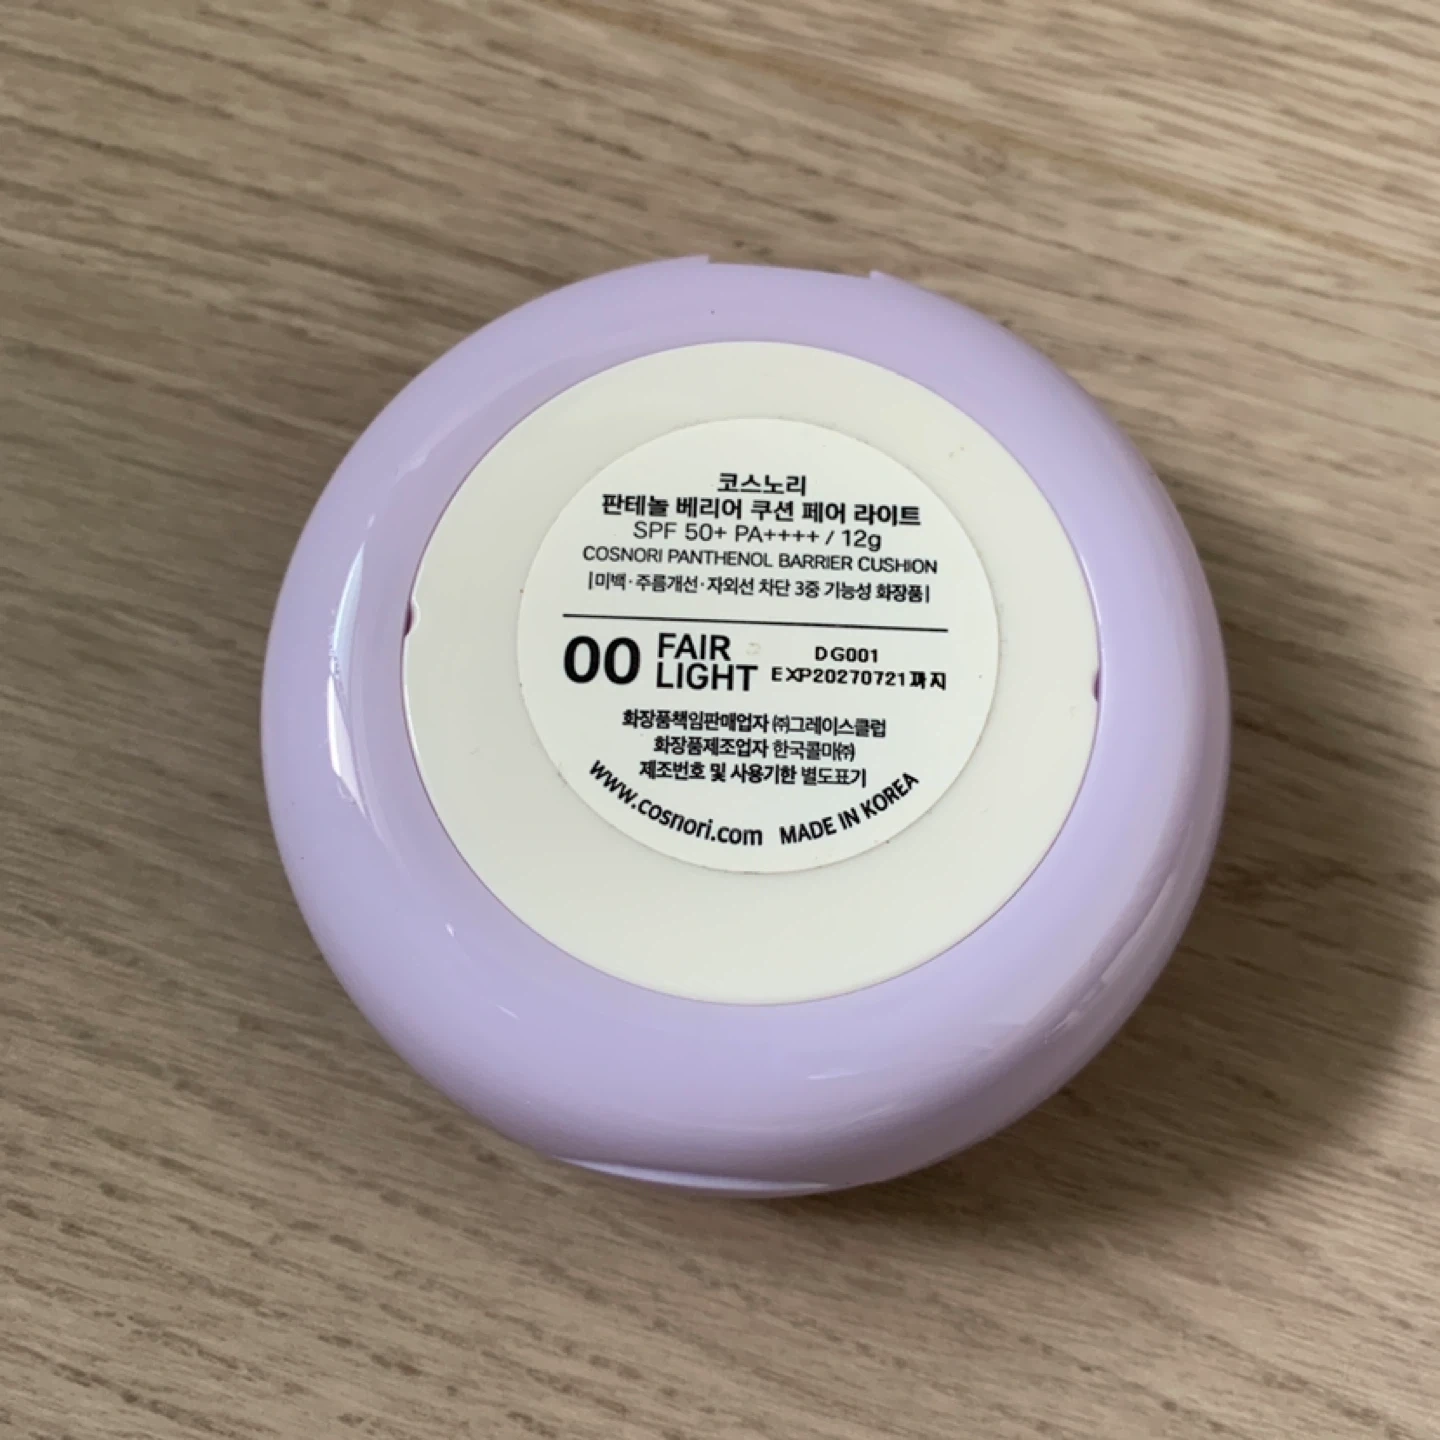 코스노리
판테놀 베리어 쿠션 페어 라이트
SPF 50+ PA++++ / 12g
COSNORI PANTHENOL BARRIER CUSHION
|미백·주름개선·자외선 차단 3중 기능성 화장품|
00 FAIR LIGHT
DG001
EXP20270721까지
화장품책임판매업자 ㈜그레이스클럽
화장품제조업자 한국콜마㈜
제조번호 및 사용기한 별도표기
www.cosnori.com MADE IN KOREA